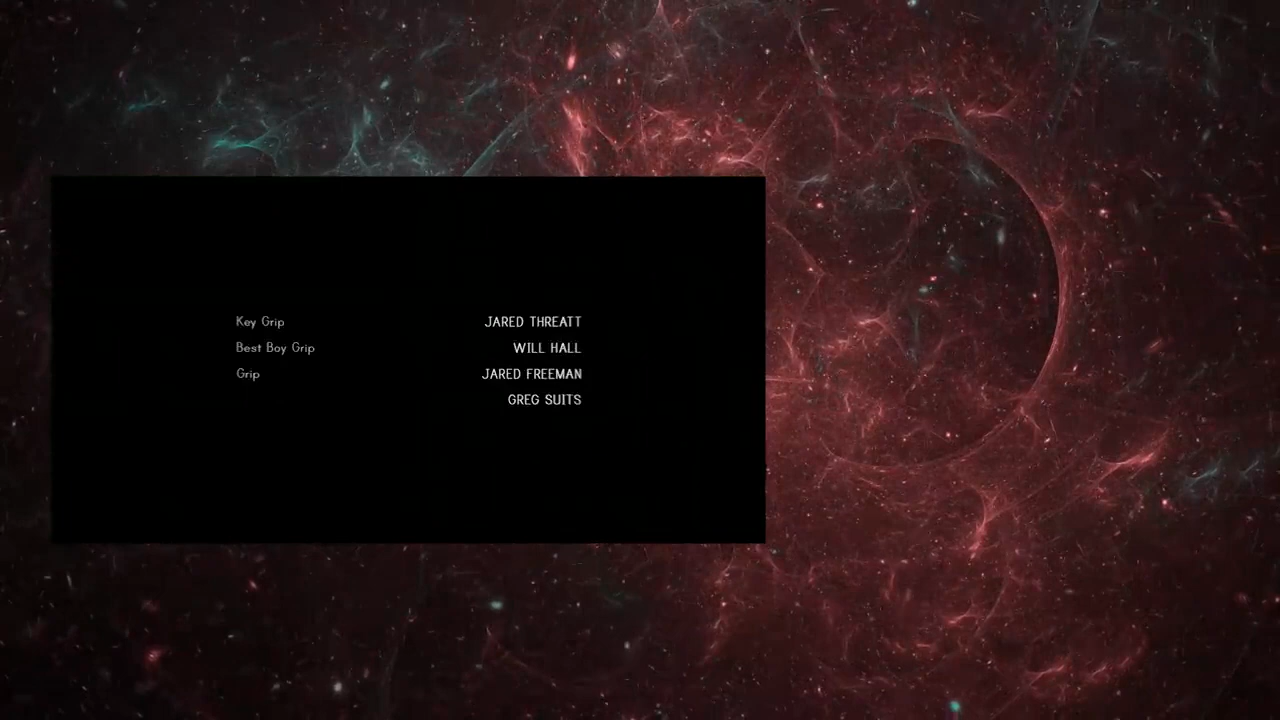 Key Grip JARED THREATT
Best Boy Grip WILL HALL
Grip JARED FREEMAN
GREG SUITS